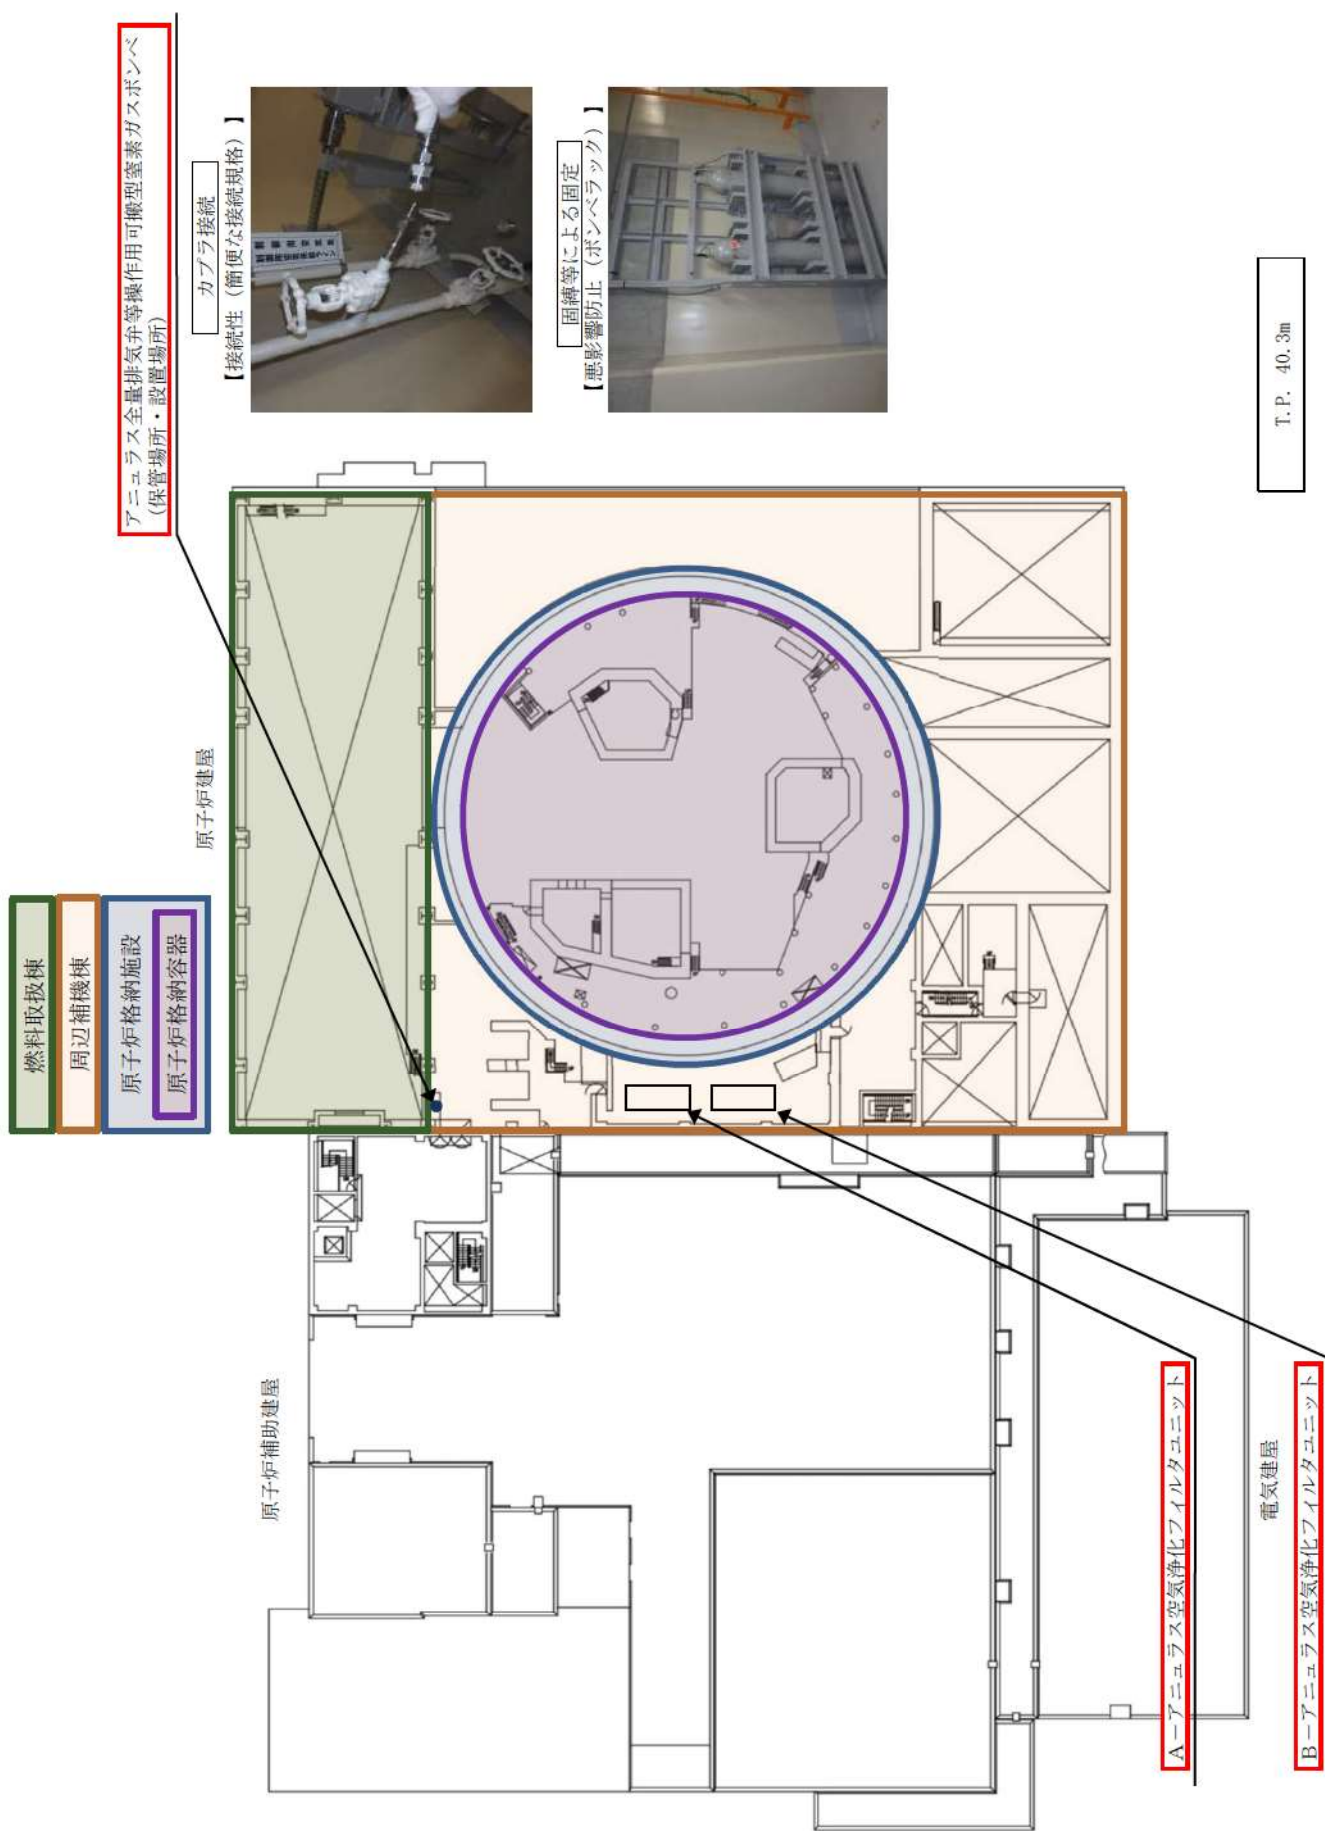 燃料取扱棟
周辺補機棟
原子炉格納施設
原子炉格納容器
原子炉建屋
アニュラス全量排気弁等操作用可搬型窒素ガスボンベ
(保管場所・設置場所)
カプラ接続
【接続性（簡便な接続規格）】
固縛等による固定
【悪影響防止（ボンベラック）】
原子炉補助建屋
A－アニュラス空気浄化フィルタユニット
電気建屋
B－アニュラス空気浄化フィルタユニット
T.P. 40.3m